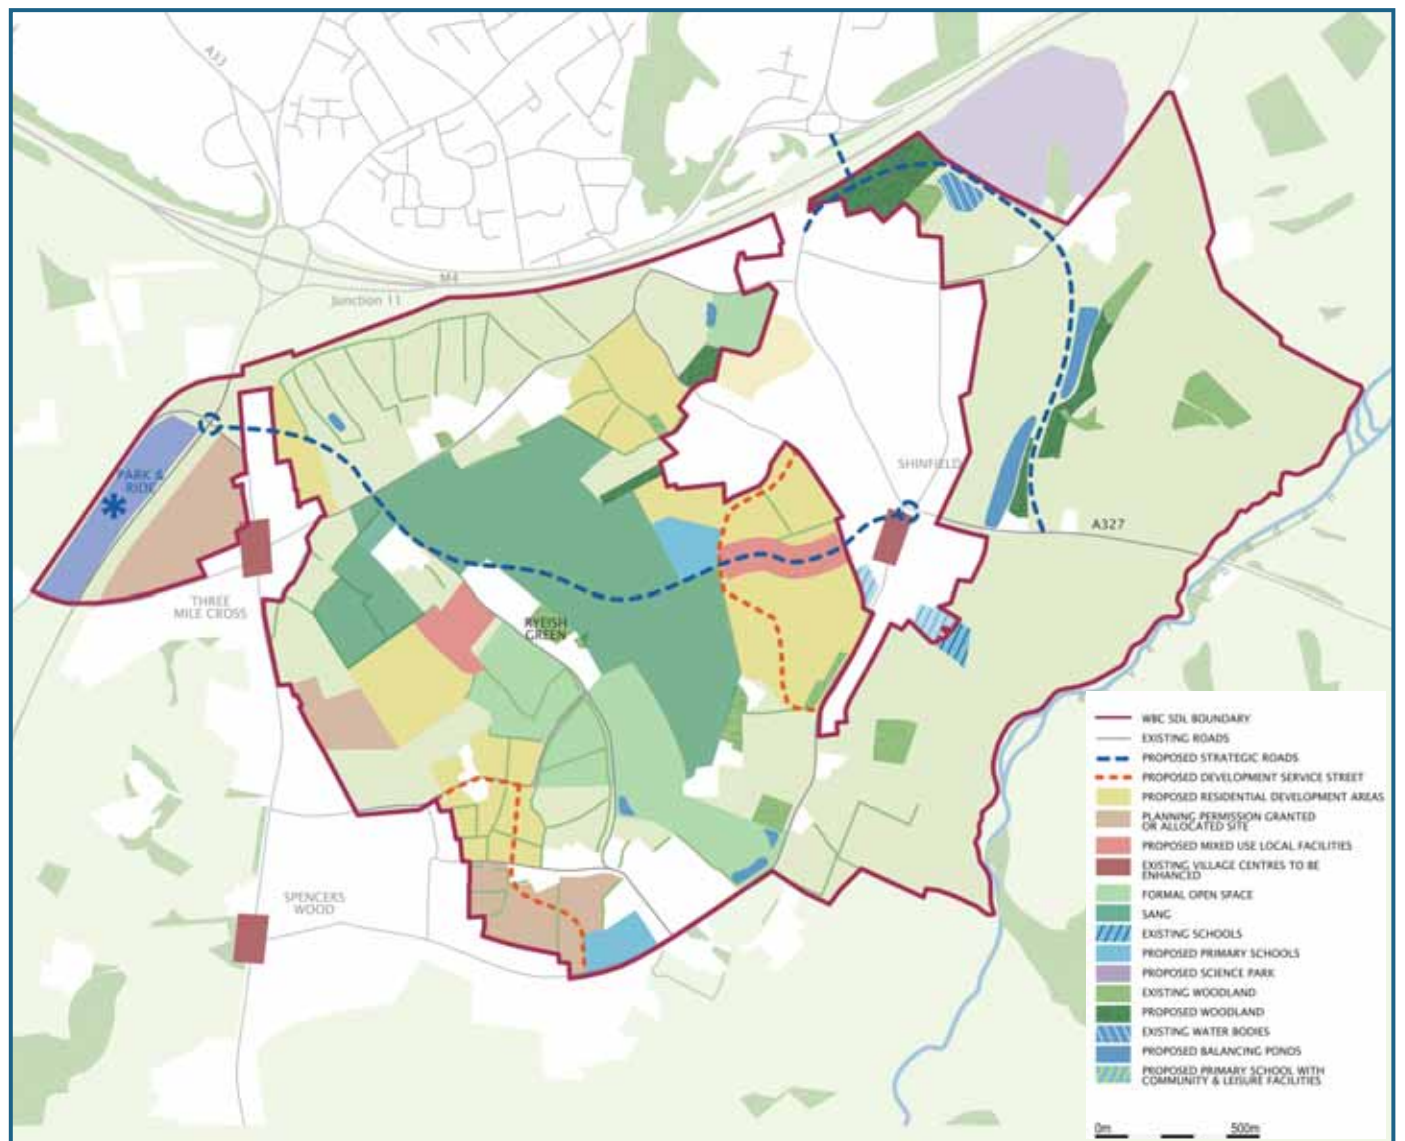 A33
M4
Junction 11
PARK &
RIDE
SHINFIELD
A327
THREE
MILE CROSS
RYEISH
GREEN
SPENCERS
WOOD
WBC SDL BOUNDARY
EXISTING ROADS
PROPOSED STRATEGIC ROADS
PROPOSED DEVELOPMENT SERVICE STREET
PROPOSED RESIDENTIAL DEVELOPMENT AREAS
PLANNING PERMISSION GRANTED
OR ALLOCATED SITE
PROPOSED MIXED USE LOCAL FACILITIES
EXISTING VILLAGE CENTRES TO BE
ENHANCED
FORMAL OPEN SPACE
SANG
EXISTING SCHOOLS
PROPOSED PRIMARY SCHOOLS
PROPOSED SCIENCE PARK
EXISTING WOODLAND
PROPOSED WOODLAND
EXISTING WATER BODIES
PROPOSED BALANCING PONDS
PROPOSED PRIMARY SCHOOL WITH
COMMUNITY & LEISURE FACILITIES
0m 500m